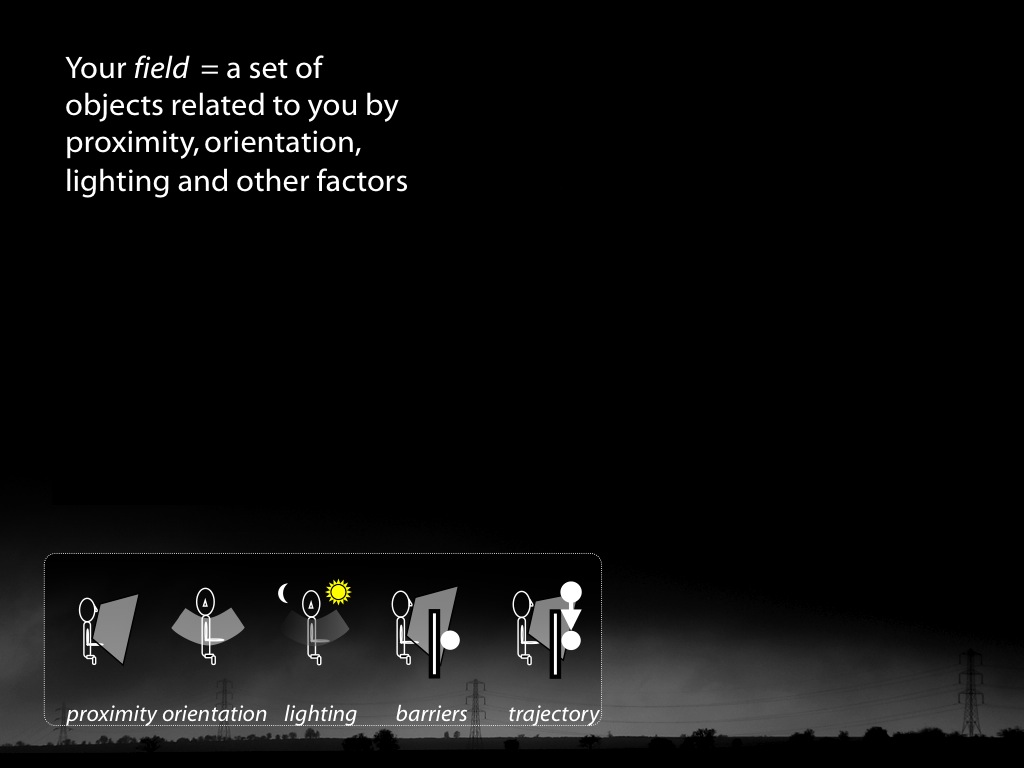 Your field = a set of
objects related to you by
proximity, orientation,
lighting and other factors
proximity orientation lighting barriers trajectory